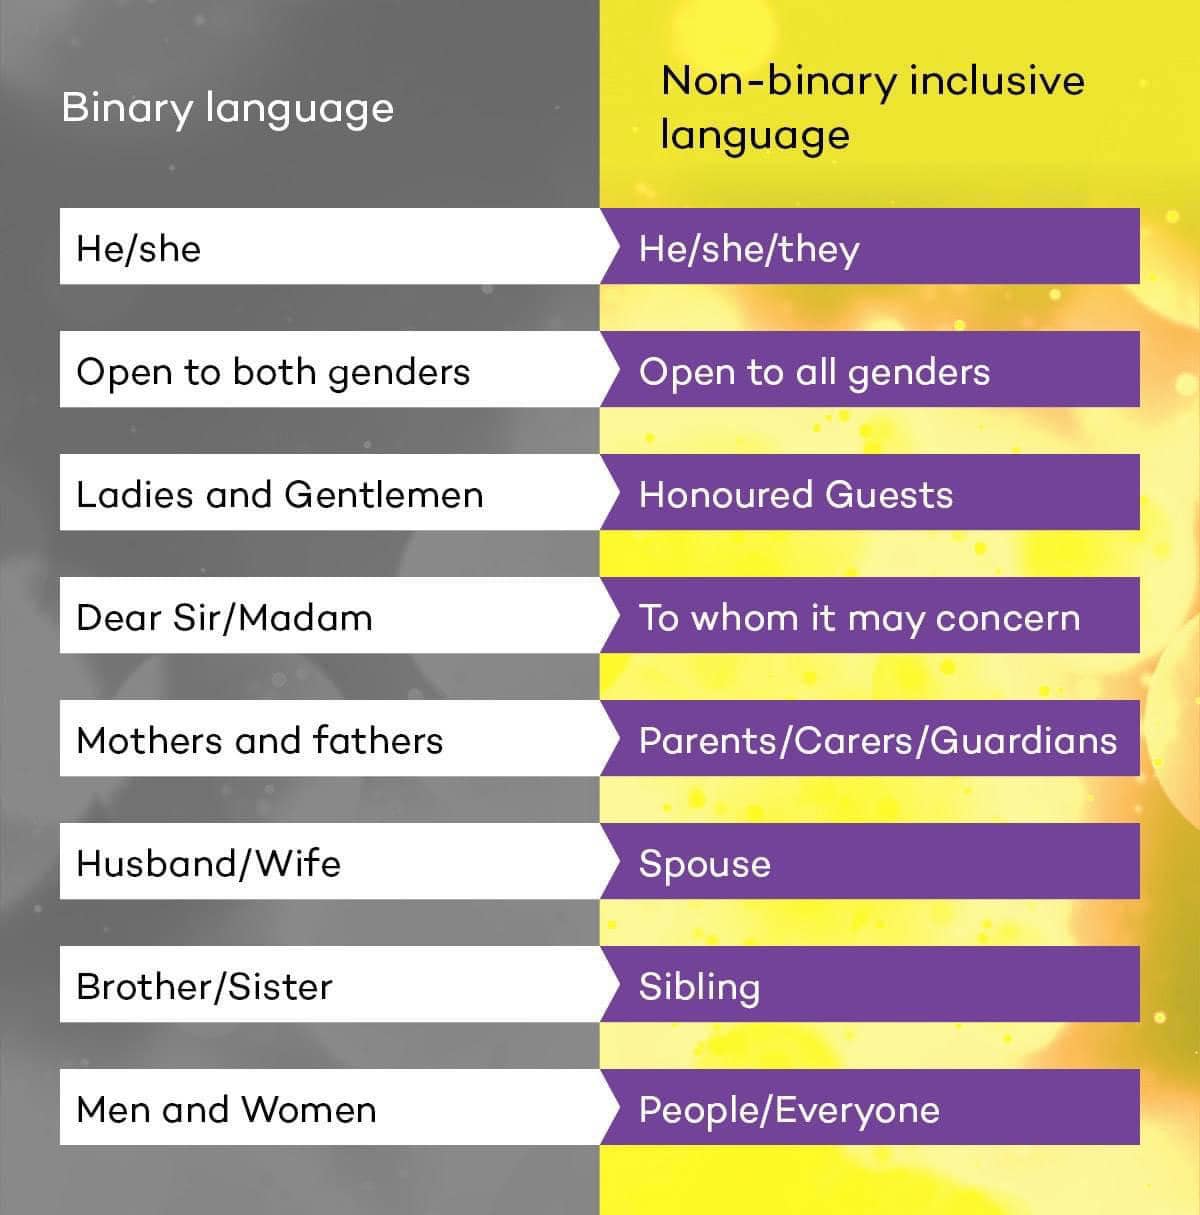 Binary language
Non-binary inclusive
language
He/she
He/she/they
Open to both genders
Open to all genders
Ladies and Gentlemen
Honoured Guests
Dear Sir/Madam
To whom it may concern
Mothers and fathers
Parents/Carers/Guardians
Husband/Wife
Spouse
Brother/Sister
Sibling
Men and Women
People/Everyone